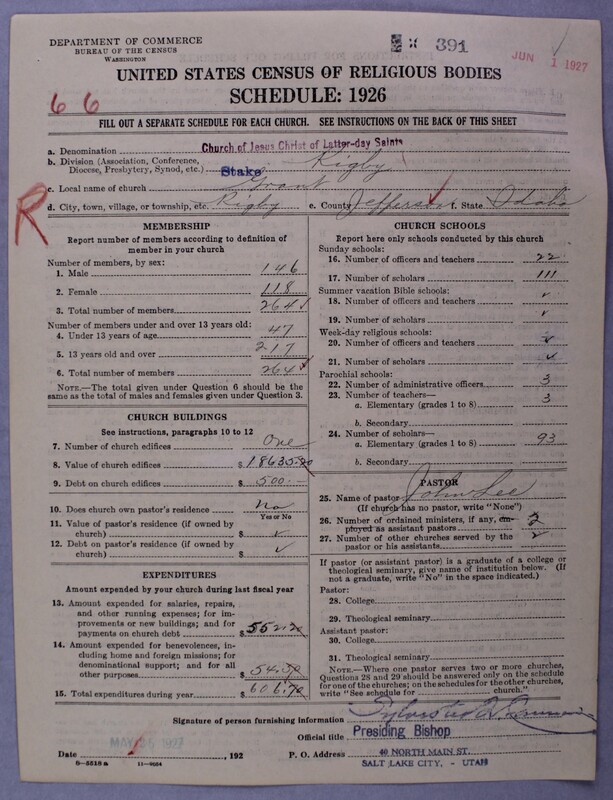 DEPARTMENT OF COMMERCE
BUREAU OF THE CENSUS
WASHINGTON
391
JUN 1 1927
UNITED STATES CENSUS OF RELIGIOUS BODIES
SCHEDULE: 1926
66
FILL OUT A SEPARATE SCHEDULE FOR EACH CHURCH. SEE INSTRUCTIONS ON THE BACK OF THIS SHEET
a. Denomination Church of Jesus Christ of Latter-day Saints
b. Division (Association, Conference,
Diocese, Presbytery, Synod, etc.) Stake Rigby
c. Local name of church Grant
d. City, town, village, or township, etc. Rigby e. County Jefferson f. State Idaho
R
MEMBERSHIP
Report number of members according to definition of
member in your church
Number of members, by sex:
1. Male 146
2. Female 118
3. Total number of members 264
Number of members under and over 13 years old:
4. Under 13 years of age 47
5. 13 years old and over 217
6. Total number of members 264
NOTE.—The total given under Question 6 should be
the same as the total of males and females given under Question 3.
CHURCH BUILDINGS
See instructions, paragraphs 10 to 12
7. Number of church edifices One
8. Value of church edifices $18635.20
9. Debt on church edifices $500.—
10. Does church own pastor's residence? No
Yes or No
11. Value of pastor's residence (if owned by
church) $ ✓
12. Debt on pastor's residence (if owned by
church) $ ✓
EXPENDITURES
Amount expended by your church during last fiscal year
13. Amount expended for salaries, repairs,
and other running expenses; for im-
provements or new buildings; and for
payments on church debt $552.20
14. Amount expended for benevolences, in-
cluding home and foreign missions; for
denominational support; and for all
other purposes $54.50
15. Total expenditures during year $606.70
CHURCH SCHOOLS
Report here only schools conducted by this church
Sunday schools:
16. Number of officers and teachers 22
17. Number of scholars 111
Summer vacation Bible schools:
18. Number of officers and teachers ✓
19. Number of scholars ✓
Week-day religious schools:
20. Number of officers and teachers
21. Number of scholars
Parochial schools:
22. Number of administrative officers 3
23. Number of teachers—
a. Elementary (grades 1 to 8) 3
b. Secondary
24. Number of scholars—
a. Elementary (grades 1 to 8) 93
b. Secondary
PASTOR
25. Name of pastor John Lee
(If church has no pastor, write "None")
26. Number of ordained ministers, if any, em-
ployed as assistant pastors 2
27. Number of other churches served by the
pastor or his assistants
If pastor (or assistant pastor) is a graduate of a college or
theological seminary, give name of institution below. (If
not a graduate, write "No" in the space indicated.)
Pastor:
28. College
29. Theological seminary
Assistant pastor:
30. College
31. Theological seminary
NOTE.—Where one pastor serves two or more churches,
Questions 28 and 29 should be answered only on the schedule
for one of the churches; on the schedules for the other churches,
write "See schedule for church."
Signature of person furnishing information Sylvester Q. Cannon
Official title Presiding Bishop
Date MAY 1927, 192 P. O. Address 40 NORTH MAIN ST.
SALT LAKE CITY, - UTAH
8-5518a 11-9084